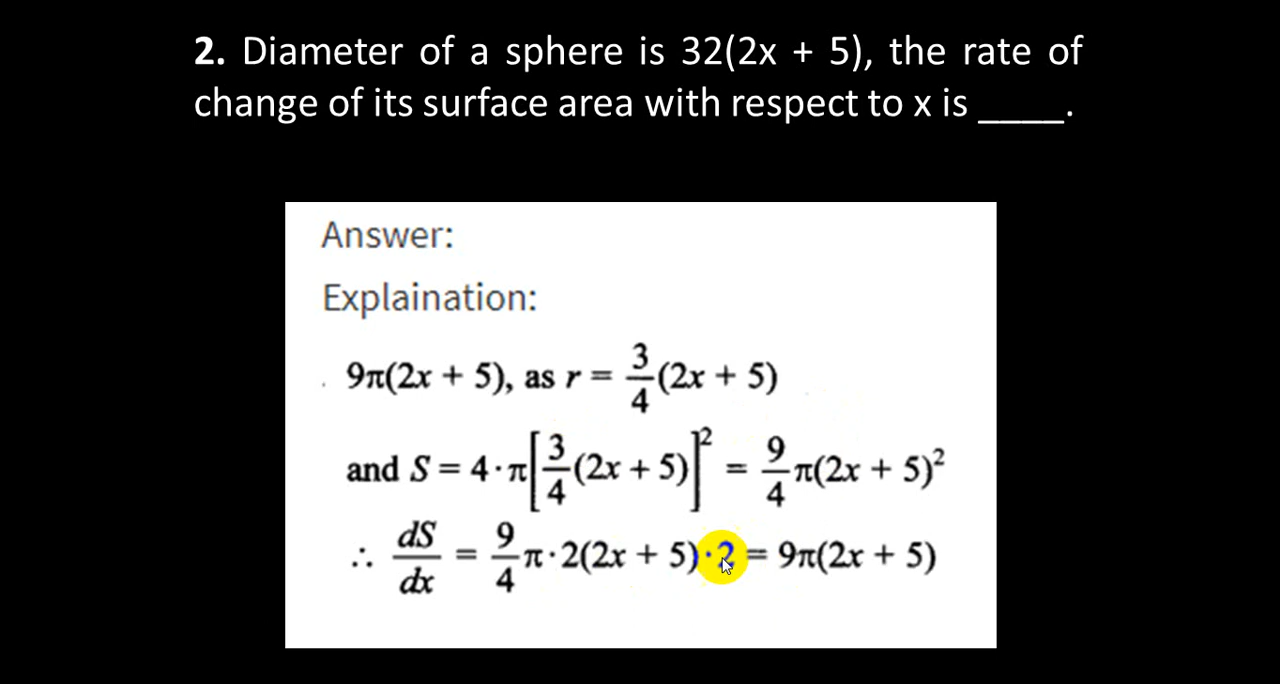 2. Diameter of a sphere is 32(2x + 5), the rate of
change of its surface area with respect to x is ____.
Answer:
Explaination:
. 9π(2x + 5), as r = 3/4 (2x + 5)
and S = 4 · π[3/4 (2x + 5)]² = 9/4 π(2x + 5)²
∴ dS/dx = 9/4 π · 2(2x + 5) · 2 = 9π(2x + 5)